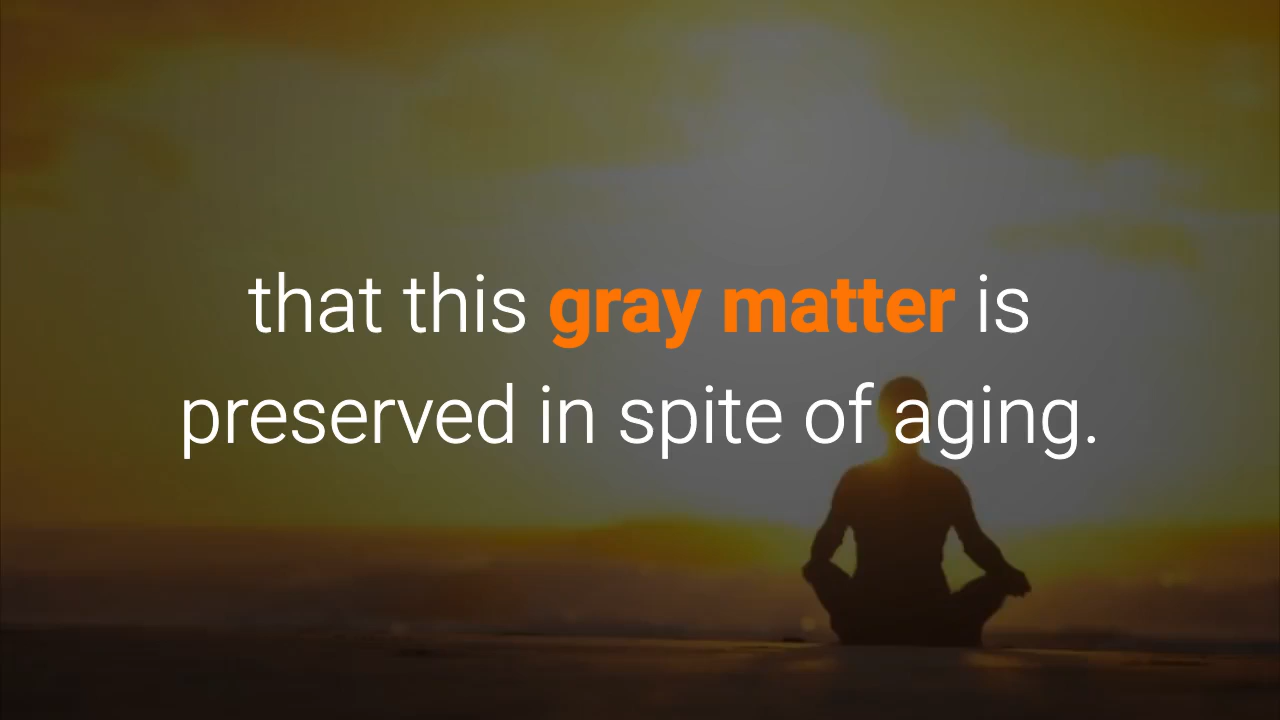 that this gray matter is
preserved in spite of aging.